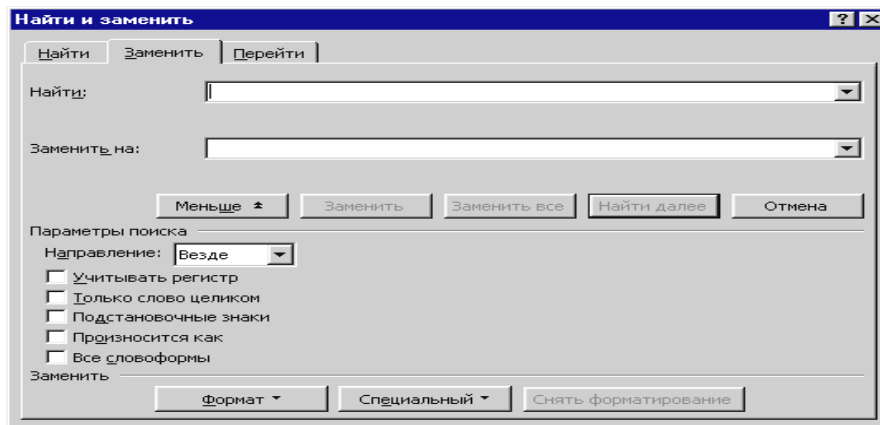 Найти и заменить
Найти Заменить Перейти
Найти:
Заменить на:
Меньше Заменить Заменить все Найти далее Отмена
Параметры поиска
Направление: Везде
Учитывать регистр
Только слово целиком
Подстановочные знаки
Произносится как
Все словоформы
Заменить
Формат Специальный Снять форматирование